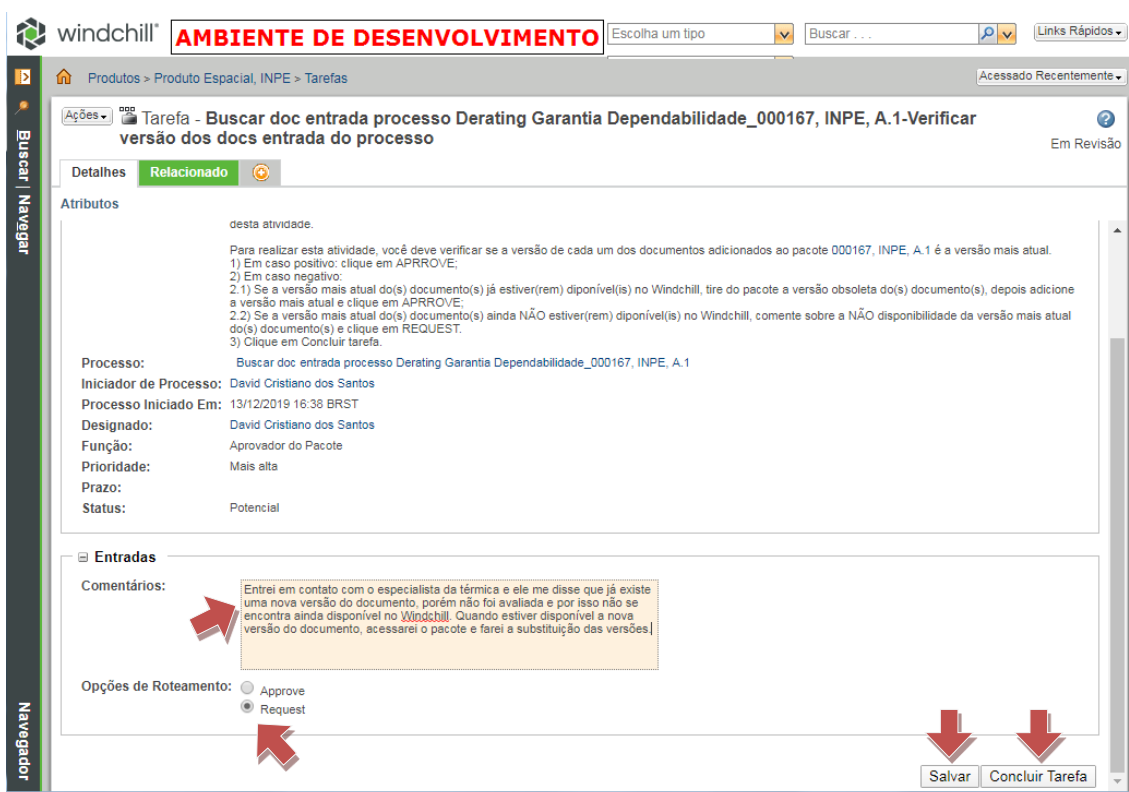 windchill®
AMBIENTE DE DESENVOLVIMENTO
Escolha um tipo
Buscar . . .
Links Rápidos
Produtos > Produto Espacial, INPE > Tarefas
Acessado Recentemente
Ações
Tarefa - Buscar doc entrada processo Derating Garantia Dependabilidade_000167, INPE, A.1-Verificar
versão dos docs entrada do processo
Em Revisão
Buscar | Navegar
Detalhes
Relacionado
Atributos
desta atividade.
Para realizar esta atividade, você deve verificar se a versão de cada um dos documentos adicionados ao pacote 000167, INPE, A.1 é a versão mais atual.
1) Em caso positivo: clique em APRROVE;
2) Em caso negativo:
2.1) Se a versão mais atual do(s) documento(s) já estiver(rem) diponível(is) no Windchill, tire do pacote a versão obsoleta do(s) documento(s), depois adicione
a versão mais atual e clique em APRROVE;
2.2) Se a versão mais atual do(s) documento(s) ainda NÃO estiver(rem) diponível(is) no Windchill, comente sobre a NÃO disponibilidade da versão mais atual
do(s) documento(s) e clique em REQUEST.
3) Clique em Concluir tarefa.
Processo: Buscar doc entrada processo Derating Garantia Dependabilidade_000167, INPE, A.1
Iniciador de Processo: David Cristiano dos Santos
Processo Iniciado Em: 13/12/2019 16:38 BRST
Designado: David Cristiano dos Santos
Função: Aprovador do Pacote
Prioridade: Mais alta
Prazo:
Status: Potencial
Entradas
Comentários:
Entrei em contato com o especialista da térmica e ele me disse que já existe
uma nova versão do documento, porém não foi avaliada e por isso não se
encontra ainda disponível no Windchill. Quando estiver disponível a nova
versão do documento, acessarei o pacote e farei a substituição das versões.
Opções de Roteamento:
Approve
Request
Navegador
Salvar
Concluir Tarefa